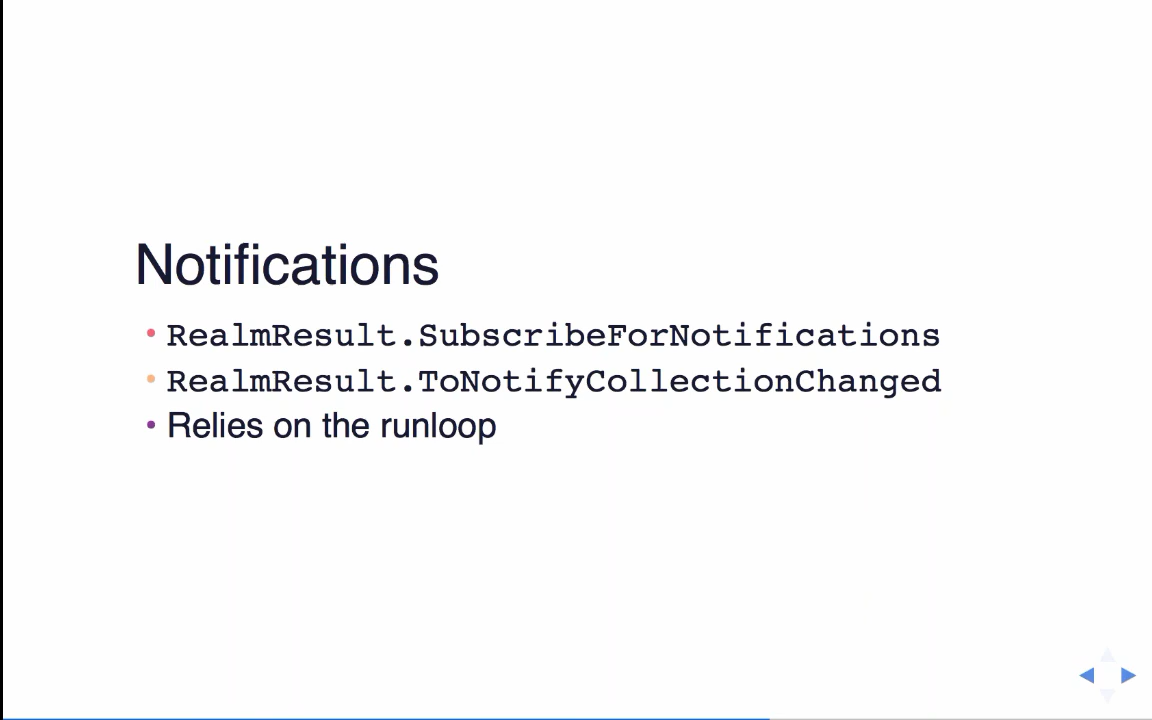 Notifications
• RealmResult.SubscribeForNotifications
• RealmResult.ToNotifyCollectionChanged
• Relies on the runloop